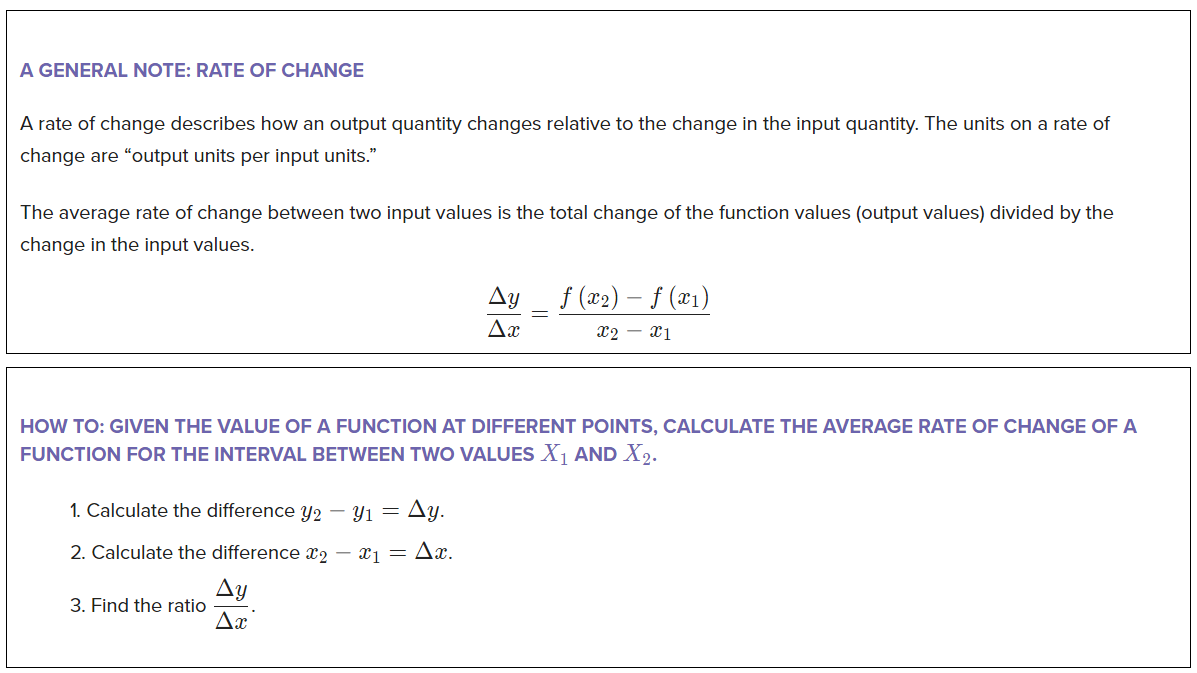 A GENERAL NOTE: RATE OF CHANGE
A rate of change describes how an output quantity changes relative to the change in the input quantity. The units on a rate of
change are “output units per input units.”
The average rate of change between two input values is the total change of the function values (output values) divided by the
change in the input values.
Δy/Δx = (f (x₂) − f (x₁))/(x₂ − x₁)
HOW TO: GIVEN THE VALUE OF A FUNCTION AT DIFFERENT POINTS, CALCULATE THE AVERAGE RATE OF CHANGE OF A
FUNCTION FOR THE INTERVAL BETWEEN TWO VALUES X₁ AND X₂.
1. Calculate the difference y₂ − y₁ = Δy.
2. Calculate the difference x₂ − x₁ = Δx.
3. Find the ratio Δy/Δx.